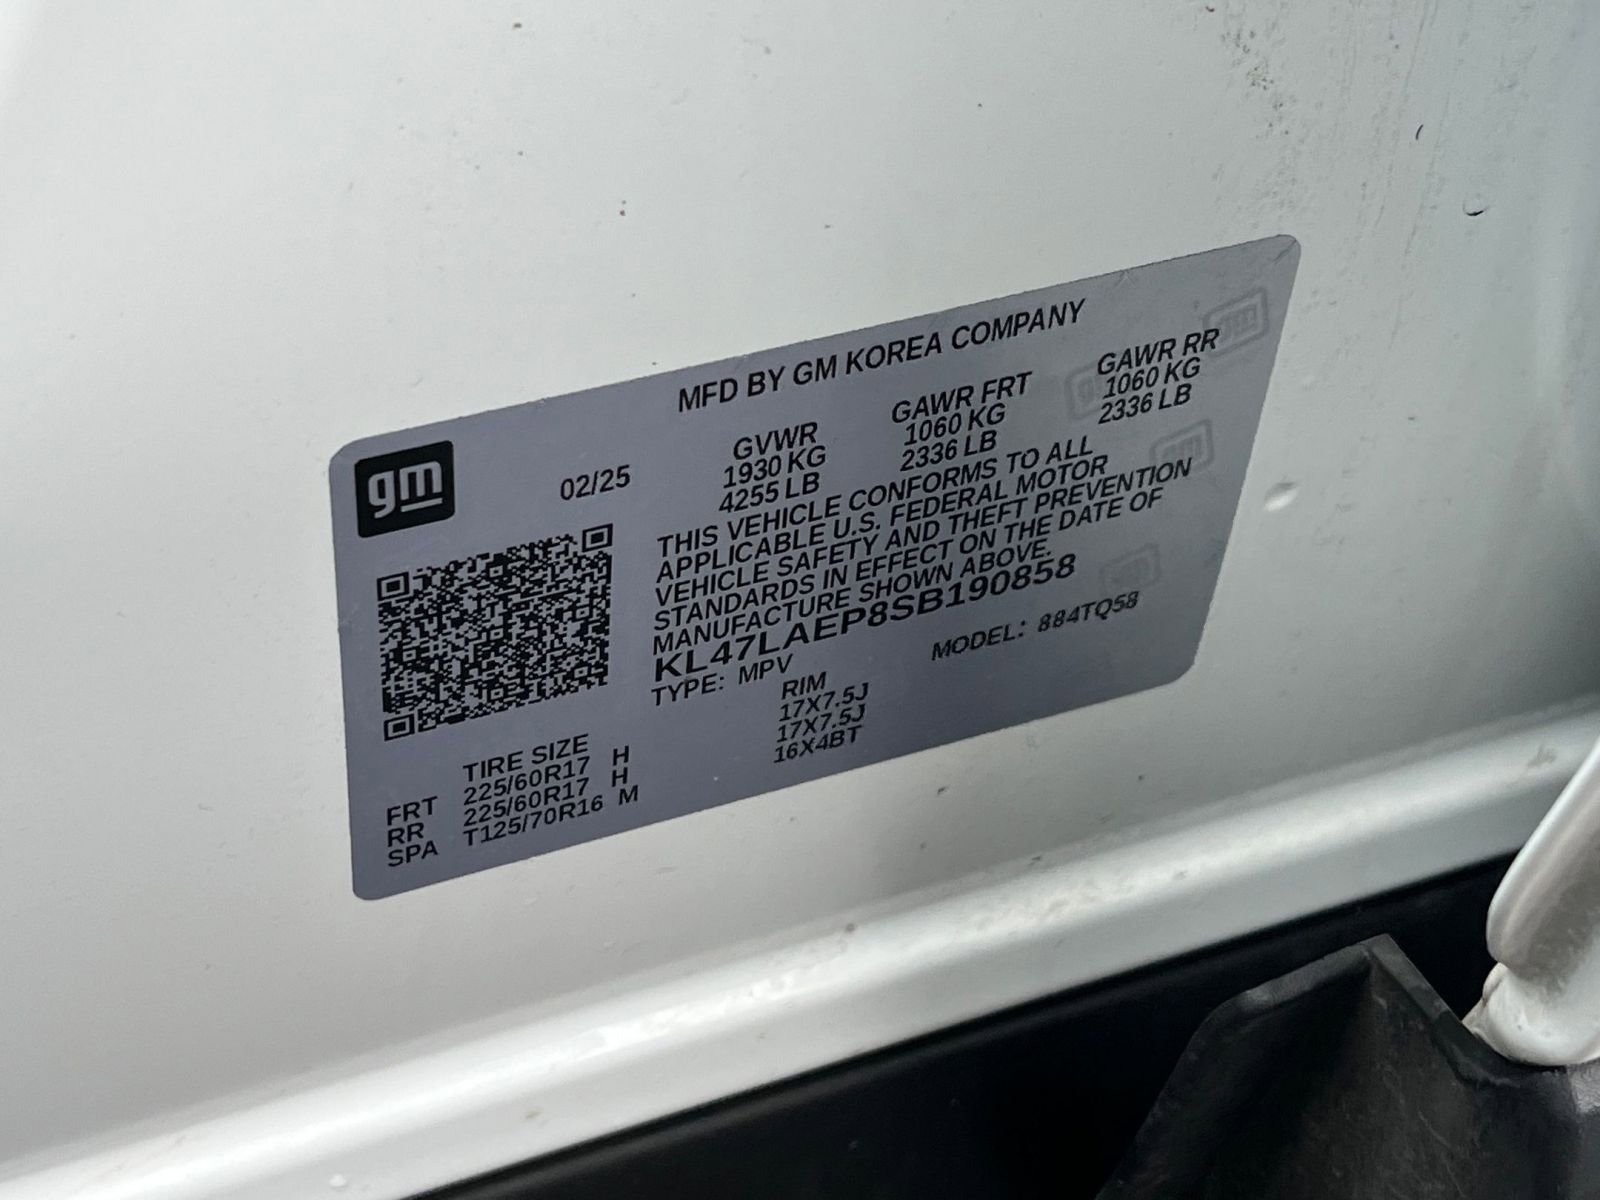 MFD BY GM KOREA COMPANY
gm
02/25
GVWR GAWR FRT GAWR RR
1930 KG 1060 KG 1060 KG
4255 LB 2336 LB 2336 LB
THIS VEHICLE CONFORMS TO ALL
APPLICABLE U.S. FEDERAL MOTOR
VEHICLE SAFETY AND THEFT PREVENTION
STANDARDS IN EFFECT ON THE DATE OF
MANUFACTURE SHOWN ABOVE.
KL47LAEP8SB190858
TYPE: MPV MODEL: 884TQ58
TIRE SIZE RIM
FRT 225/60R17 H 17X7.5J
RR 225/60R17 H 17X7.5J
SPA T125/70R16 M 16X4BT